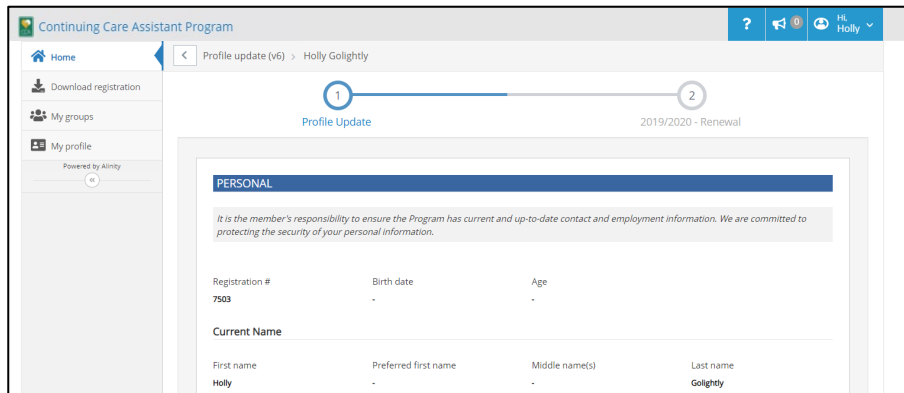 Continuing Care Assistant Program
? 0 Hi, Holly
Home
Download registration
My groups
My profile
Powered by Alinity
«
< Profile update (v6) > Holly Golightly
1 2
Profile Update 2019/2020 - Renewal
PERSONAL
It is the member's responsibility to ensure the Program has current and up-to-date contact and employment information. We are committed to
protecting the security of your personal information.
Registration # Birth date Age
7503 - -
Current Name
First name Preferred first name Middle name(s) Last name
Holly - - Golightly